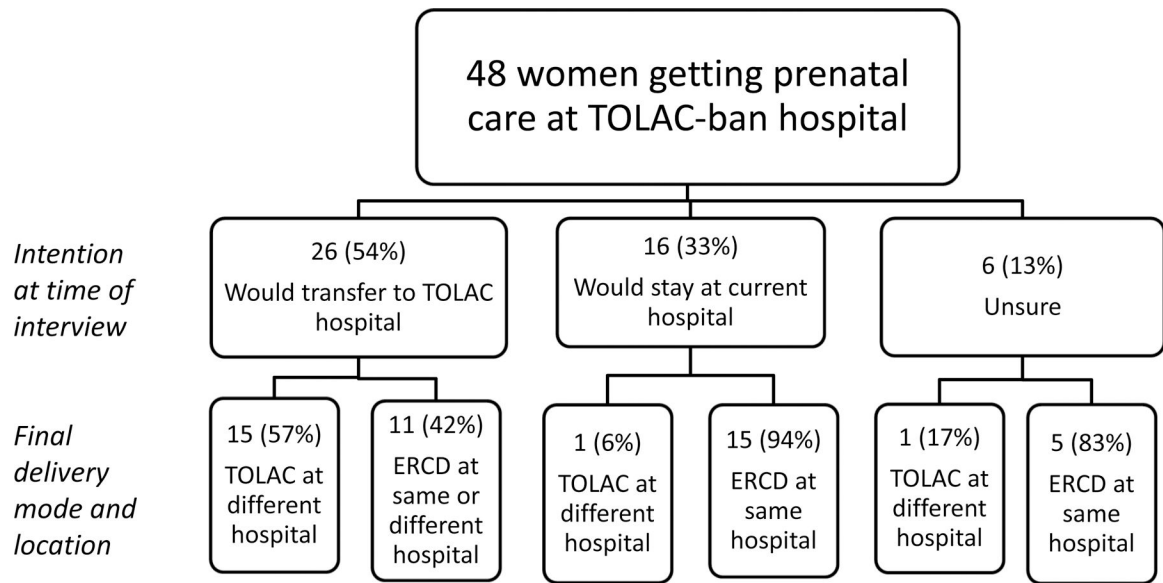 48 women getting prenatal
care at TOLAC-ban hospital
Intention
at time of
interview
26 (54%)
Would transfer to TOLAC
hospital
16 (33%)
Would stay at current
hospital
6 (13%)
Unsure
Final
delivery
mode and
location
15 (57%)
TOLAC at
different
hospital
11 (42%)
ERCD at
same or
different
hospital
1 (6%)
TOLAC at
different
hospital
15 (94%)
ERCD at
same
hospital
1 (17%)
TOLAC at
different
hospital
5 (83%)
ERCD at
same
hospital